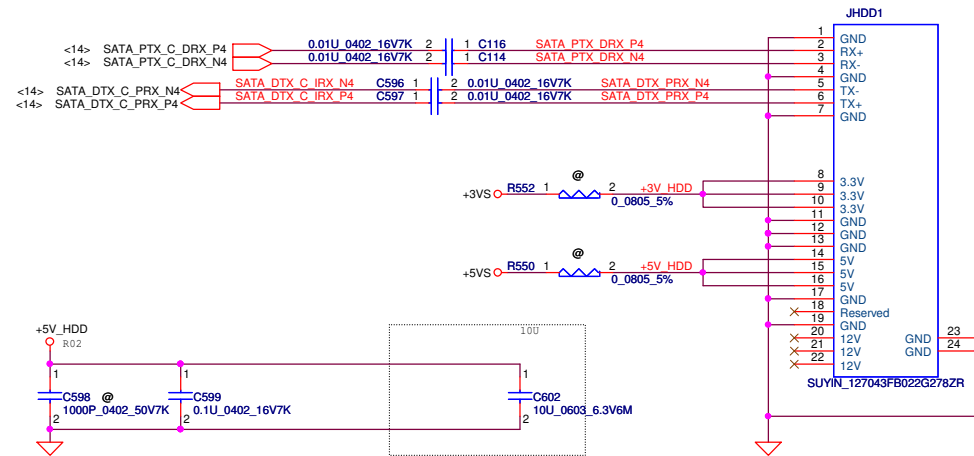 JHDD1
1 GND
<14> SATA_PTX_C_DRX_P4 0.01U_0402_16V7K 2 1 C116 SATA_PTX_DRX_P4 2 RX+
<14> SATA_PTX_C_DRX_N4 0.01U_0402_16V7K 2 1 C114 SATA_PTX_DRX_N4 3 RX-
4 GND
<14> SATA_DTX_C_PRX_N4 SATA_DTX_C_IRX_N4 C596 1 2 0.01U_0402_16V7K SATA_DTX_PRX_N4 5 TX-
<14> SATA_DTX_C_PRX_P4 SATA_DTX_C_IRX_P4 C597 1 2 0.01U_0402_16V7K SATA_DTX_PRX_P4 6 TX+
7 GND
8 3.3V
+3VS R552 1 @ 2 +3V_HDD 9 3.3V
0_0805_5% 10 3.3V
11 GND
12 GND
13 GND
14 5V
+5VS R550 1 @ 2 +5V_HDD 15 5V
0_0805_5% 16 5V
17 GND
18 Reserved
19 GND
20 12V GND 23
21 12V GND 24
22 12V
SUYIN_127043FB022G278ZR
+5V_HDD
R02
10U
1 1 1
C598 @ C599 C602
1000P_0402_50V7K 0.1U_0402_16V7K 10U_0603_6.3V6M
2 2 2